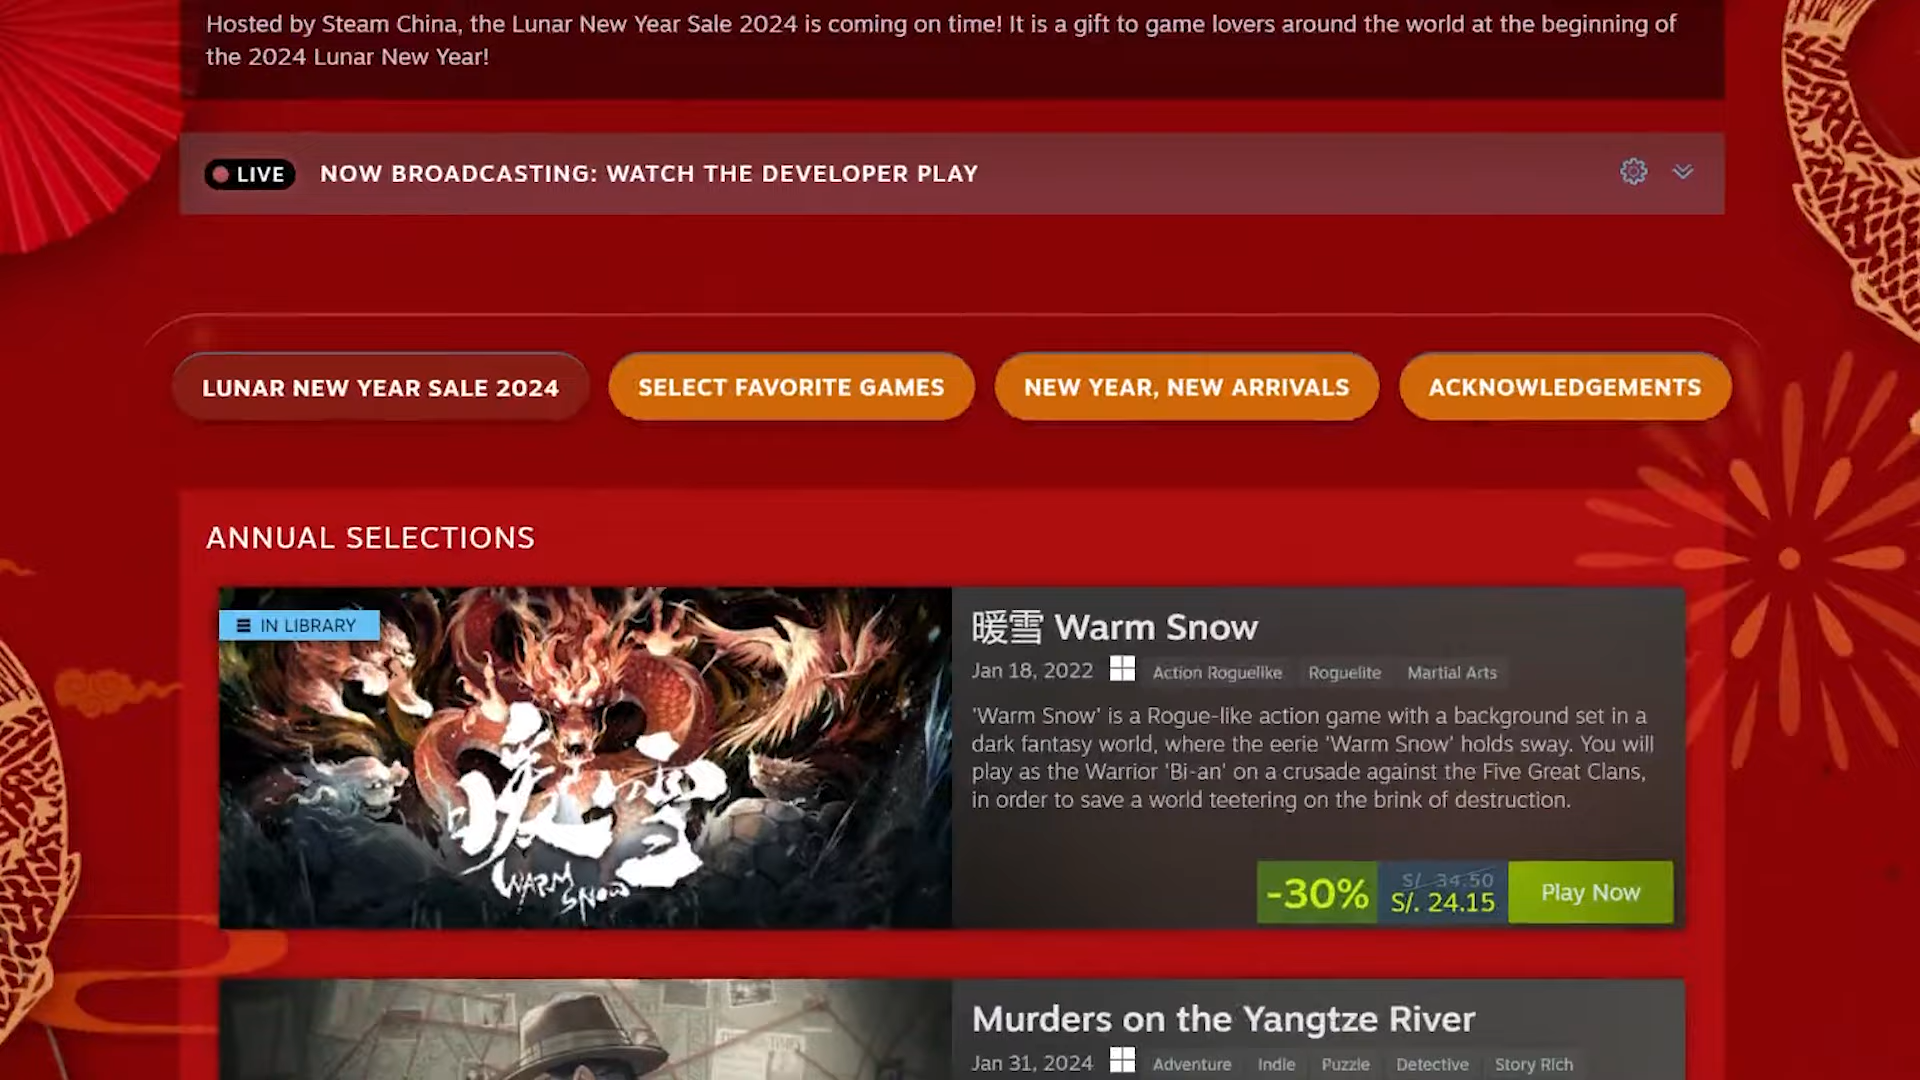 Hosted by Steam China, the Lunar New Year Sale 2024 is coming on time! It is a gift to game lovers around the world at the beginning of
the 2024 Lunar New Year!
LIVE
NOW BROADCASTING: WATCH THE DEVELOPER PLAY
LUNAR NEW YEAR SALE 2024
SELECT FAVORITE GAMES
NEW YEAR, NEW ARRIVALS
ACKNOWLEDGEMENTS
ANNUAL SELECTIONS
IN LIBRARY
暖雪
WARM SNOW
暖雪 Warm Snow
Jan 18, 2022 Action Roguelike Roguelite Martial Arts
'Warm Snow' is a Rogue-like action game with a background set in a
dark fantasy world, where the eerie 'Warm Snow' holds sway. You will
play as the Warrior 'Bi-an' on a crusade against the Five Great Clans,
in order to save a world teetering on the brink of destruction.
-30%
S/. 34.50
S/. 24.15
Play Now
Murders on the Yangtze River
Jan 31, 2024 Adventure Indie Puzzle Detective Story Rich